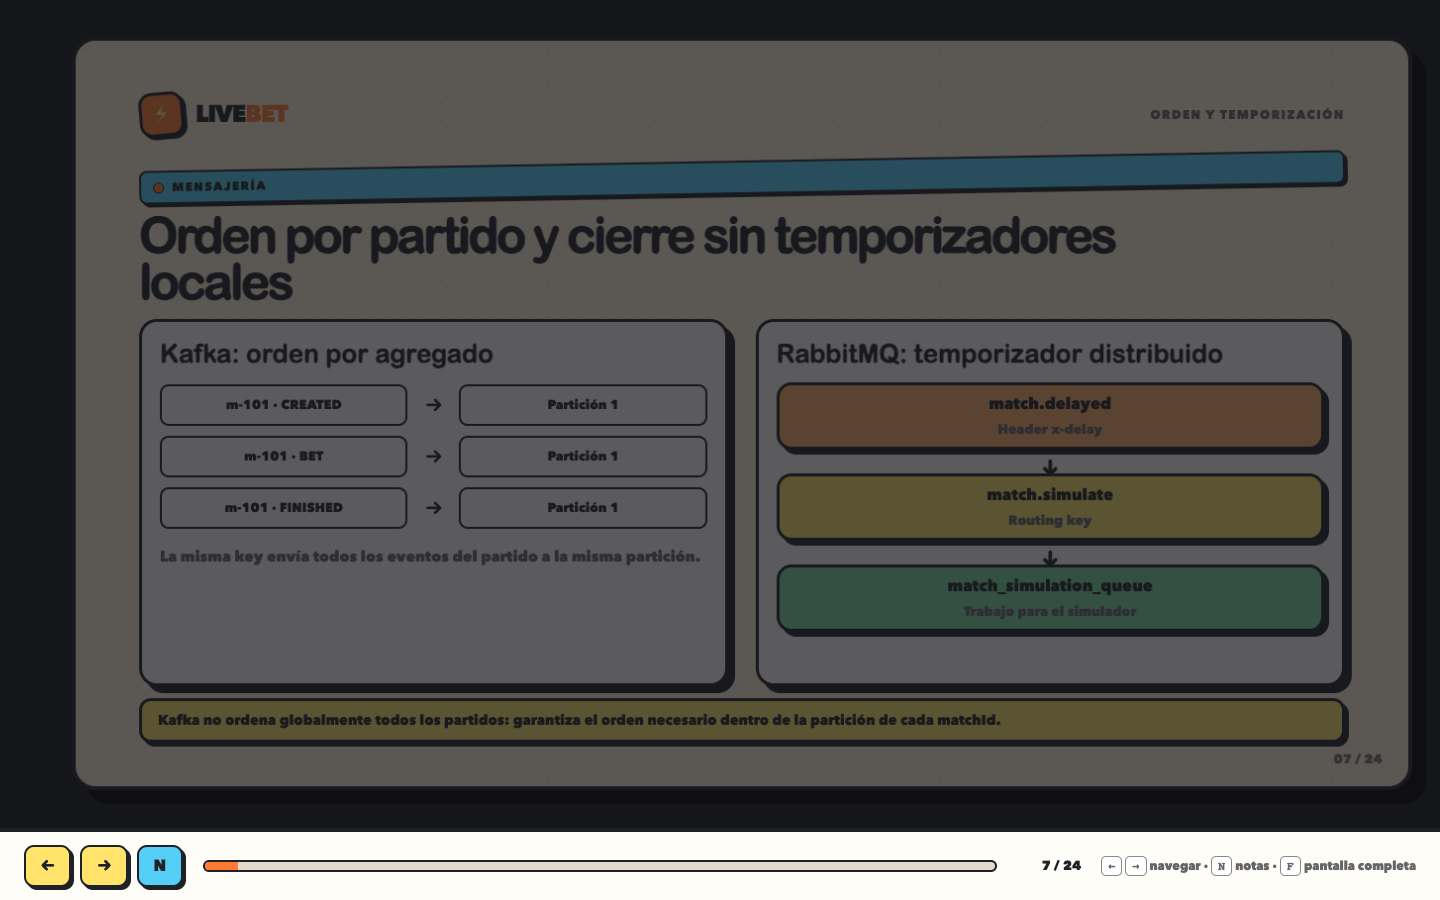 LIVEBET
ORDEN Y TEMPORIZACIÓN
MENSAJERÍA
Orden por partido y cierre sin temporizadores
locales
Kafka: orden por agregado
m-101 · CREATED → Partición 1
m-101 · BET → Partición 1
m-101 · FINISHED → Partición 1
La misma key envía todos los eventos del partido a la misma partición.
RabbitMQ: temporizador distribuido
match.delayed
Header x-delay
↓
match.simulate
Routing key
↓
match_simulation_queue
Trabajo para el simulador
Kafka no ordena globalmente todos los partidos: garantiza el orden necesario dentro de la partición de cada matchId.
07 / 24
← → N 7 / 24 ← → navegar · N notas · F pantalla completa